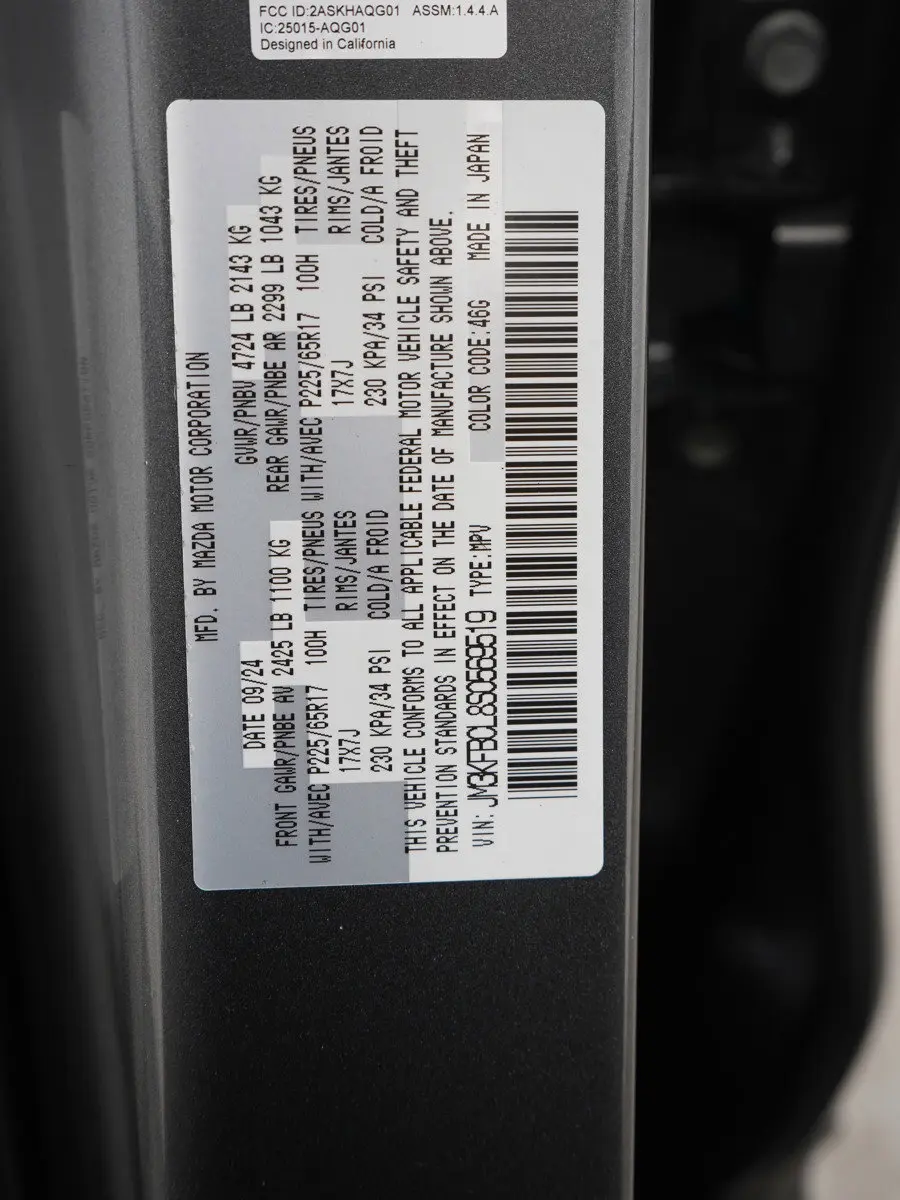 FCC ID:2ASKHAQG01 ASSM:1.4.4.A
IC:25015-AQG01
Designed in California
MFD. BY MAZDA MOTOR CORPORATION
DATE 09/24 GVWR/PNBV 4724 LB 2143 KG
FRONT GAWR/PNBE AV 2425 LB 1100 KG REAR GAWR/PNBE AR 2299 LB 1043 KG
WITH/AVEC P225/65R17 100H TIRES/PNEUS WITH/AVEC P225/65R17 100H TIRES/PNEUS
17X7J RIMS/JANTES 17X7J RIMS/JANTES
230 KPA/34 PSI COLD/A FROID 230 KPA/34 PSI COLD/A FROID
THIS VEHICLE CONFORMS TO ALL APPLICABLE FEDERAL MOTOR VEHICLE SAFETY AND THEFT
PREVENTION STANDARDS IN EFFECT ON THE DATE OF MANUFACTURE SHOWN ABOVE.
VIN: JM3KFBCL8S0569519 TYPE:MPV COLOR CODE:46G MADE IN JAPAN